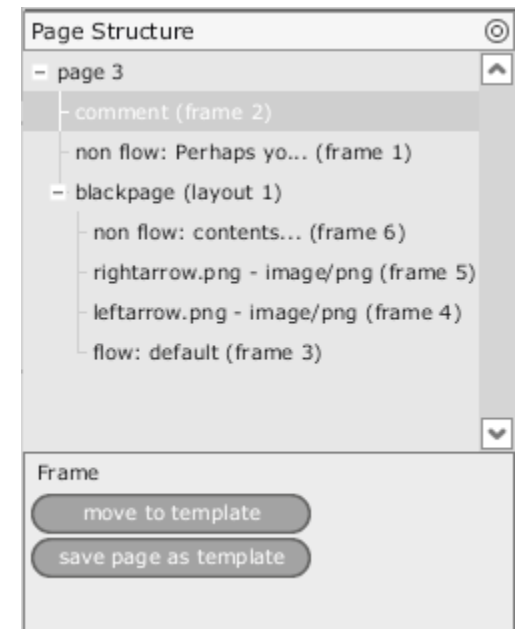 Page Structure
page 3
comment (frame 2)
non flow: Perhaps yo... (frame 1)
blackpage (layout 1)
non flow: contents... (frame 6)
rightarrow.png - image/png (frame 5)
leftarrow.png - image/png (frame 4)
flow: default (frame 3)
Frame
move to template
save page as template